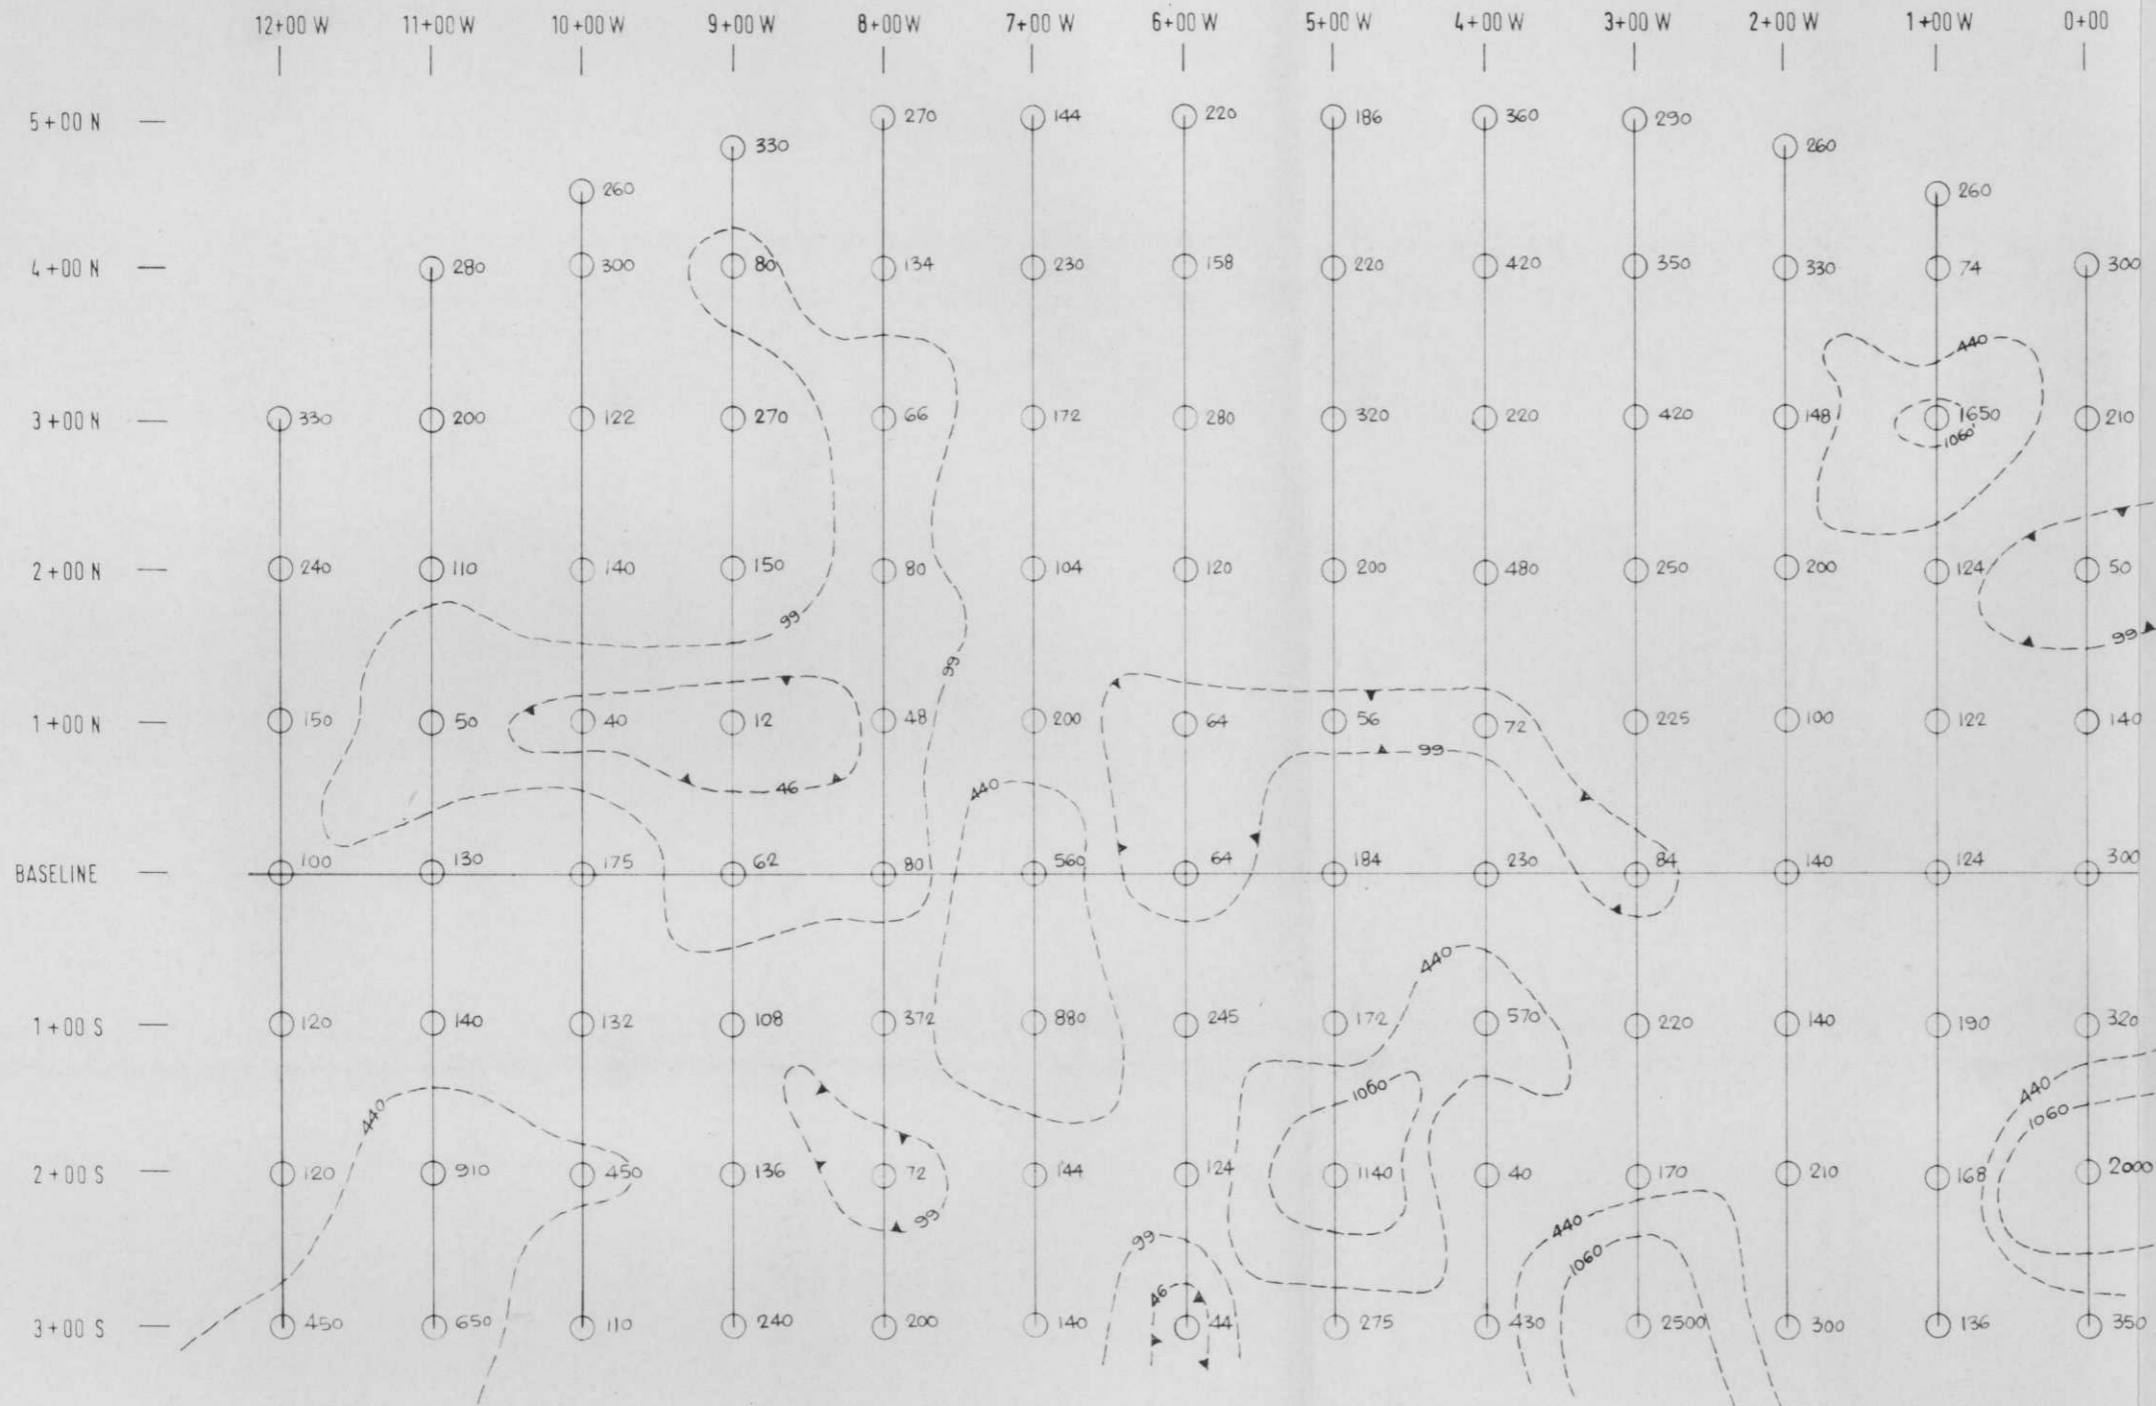 12+00 W 11+00 W 10+00 W 9+00 W 8+00 W 7+00 W 6+00 W 5+00 W 4+00 W 3+00 W 2+00 W 1+00 W 0+00
5+00 N 270 144 220 186 360 290
330 260
260 260
4+00 N 280 300 80 134 230 158 220 420 350 330 74 300
440
3+00 N 330 200 122 270 66 172 280 320 220 420 148 1650 210
1060
2+00 N 240 110 140 150 80 104 120 200 480 250 200 124 50
99
99
99
1+00 N 150 50 40 12 48 200 64 56 72 225 100 122 140
99
46 440
BASELINE 100 130 175 62 80 560 64 184 230 84 140 124 300
440
1+00 S 120 140 132 108 372 880 245 172 570 220 140 190 320
1060 440
440 1060
2+00 S 120 910 450 136 72 144 124 1140 40 170 210 168 2000
99 440
99 1060
46
3+00 S 450 650 110 240 200 140 44 275 430 2500 300 136 350